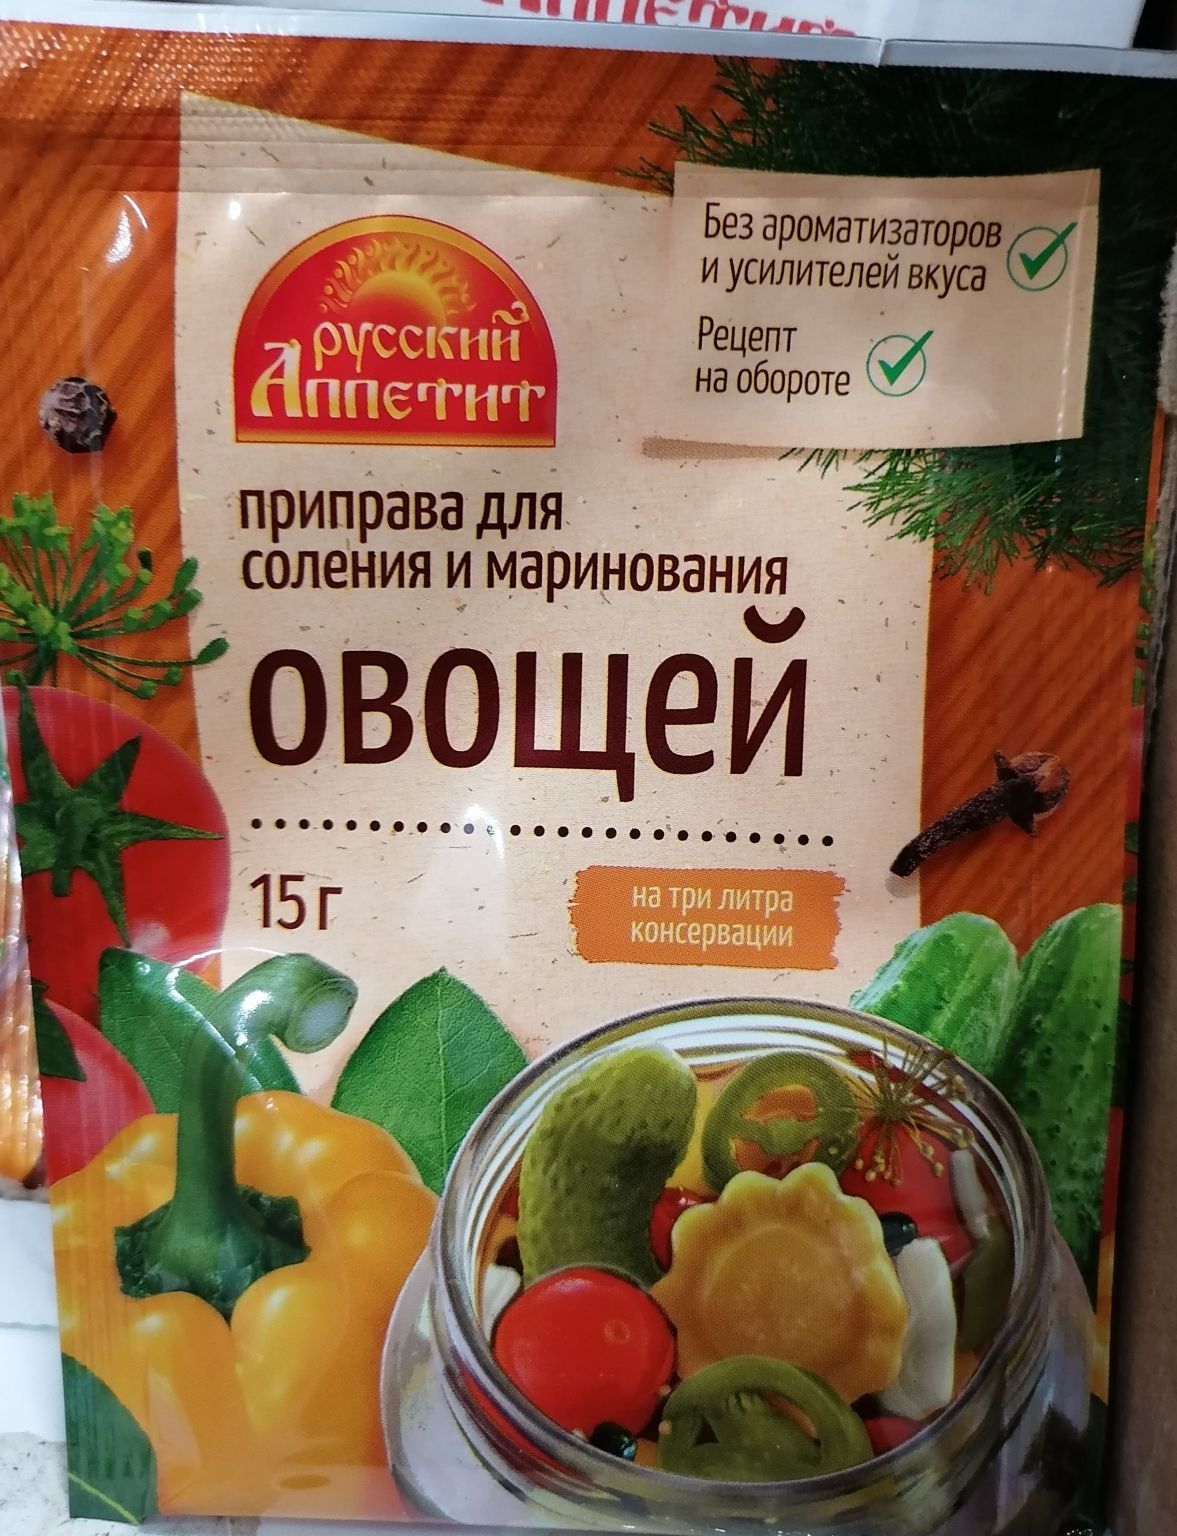 Аппетит
Без ароматизаторов
и усилителей вкуса
Рецепт
на обороте
русский
Аппетит
приправа для
соления и маринования
овощей
15 г
на три литра
консервации